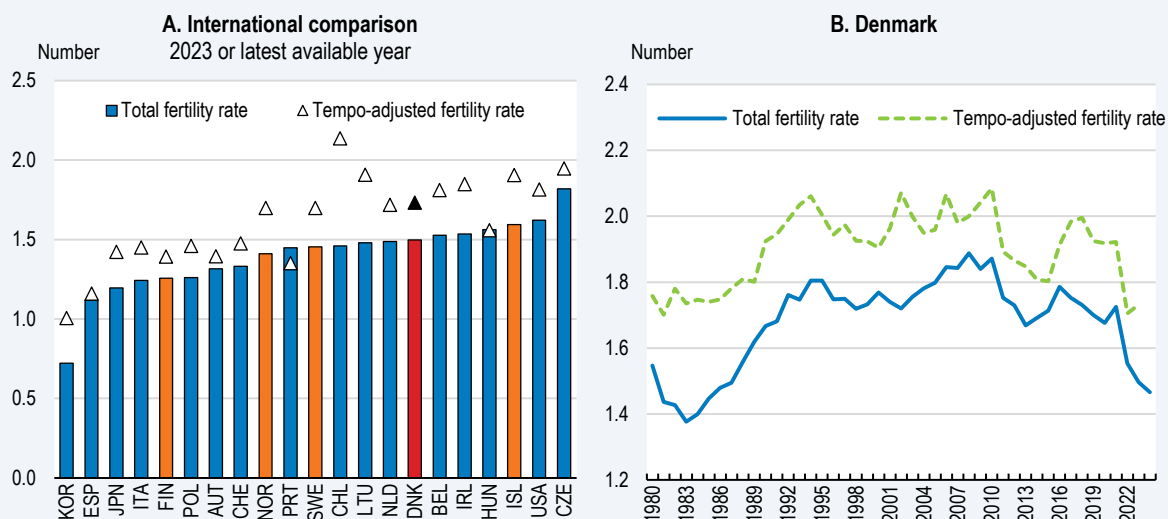 A. International comparison
2023 or latest available year
Number
2.5
Total fertility rate
Tempo-adjusted fertility rate
2.0
1.5
1.0
0.5
0.0
KOR
ESP
JPN
ITA
FIN
POL
AUT
CHE
NOR
PRT
SWE
CHL
LTU
NLD
DNK
BEL
IRL
HUN
ISL
USA
CZE
B. Denmark
Number
2.4
Total fertility rate
Tempo-adjusted fertility rate
2.2
2.0
1.8
1.6
1.4
1.2
1980
1983
1986
1989
1992
1995
1998
2001
2004
2007
2010
2013
2016
2019
2022